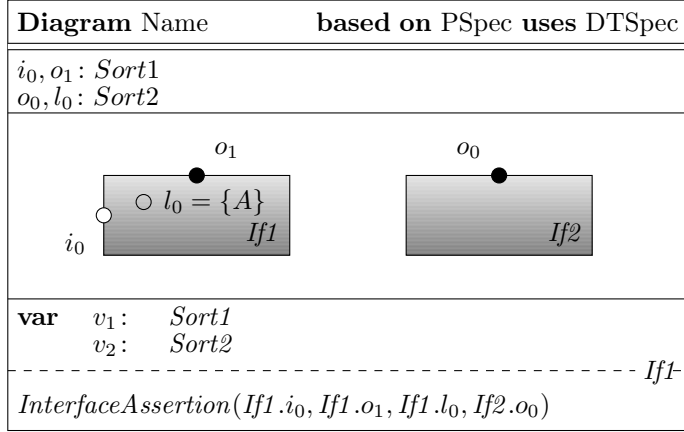 Diagram Name based on PSpec uses DTSpec
i₀, o₁: Sort1
o₀, l₀: Sort2
o₁ o₀
l₀ = {A}
i₀ If1 If2
var v₁: Sort1
v₂: Sort2
If1
InterfaceAssertion(If1.i₀, If1.o₁, If1.l₀, If2.o₀)